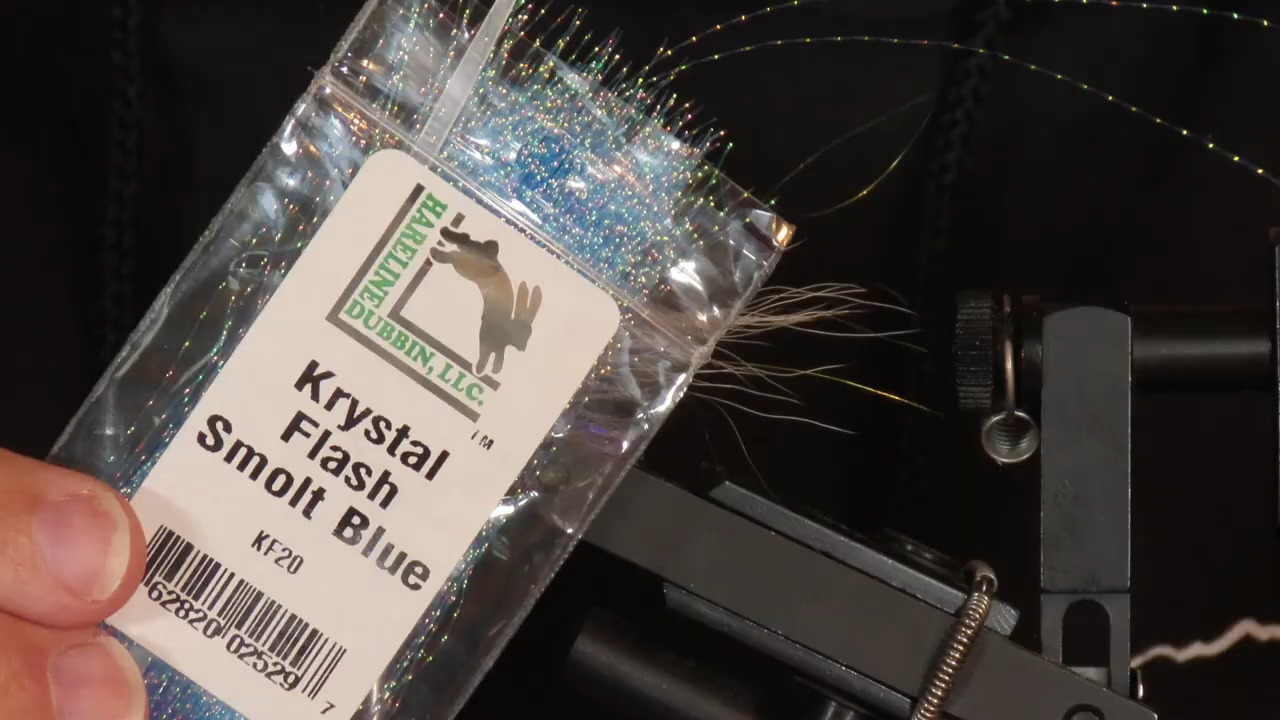 HARELINE
DUBBIN, LLC.
TM
Krystal
Flash
Smolt Blue
KF20
62820 02529 7